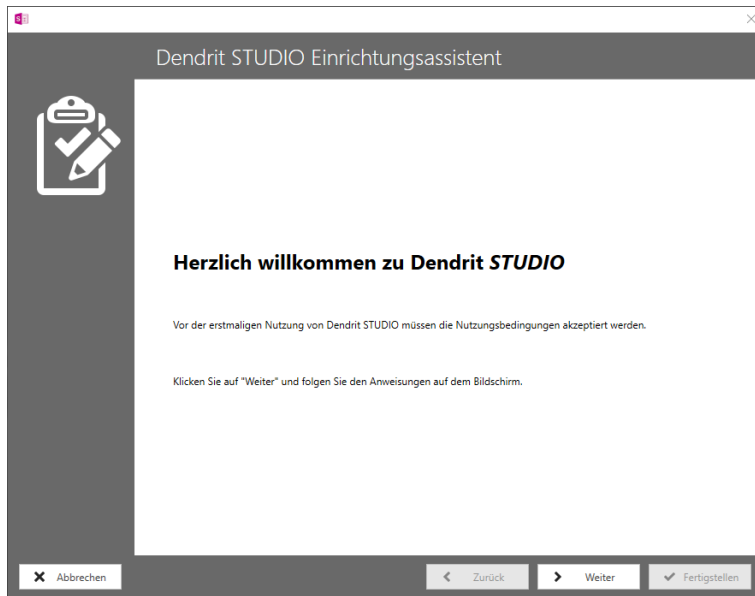 Dendrit STUDIO Einrichtungsassistent
Herzlich willkommen zu Dendrit STUDIO
Vor der erstmaligen Nutzung von Dendrit STUDIO müssen die Nutzungsbedingungen akzeptiert werden.
Klicken Sie auf "Weiter" und folgen Sie den Anweisungen auf dem Bildschirm.
Abbrechen Zurück Weiter Fertigstellen